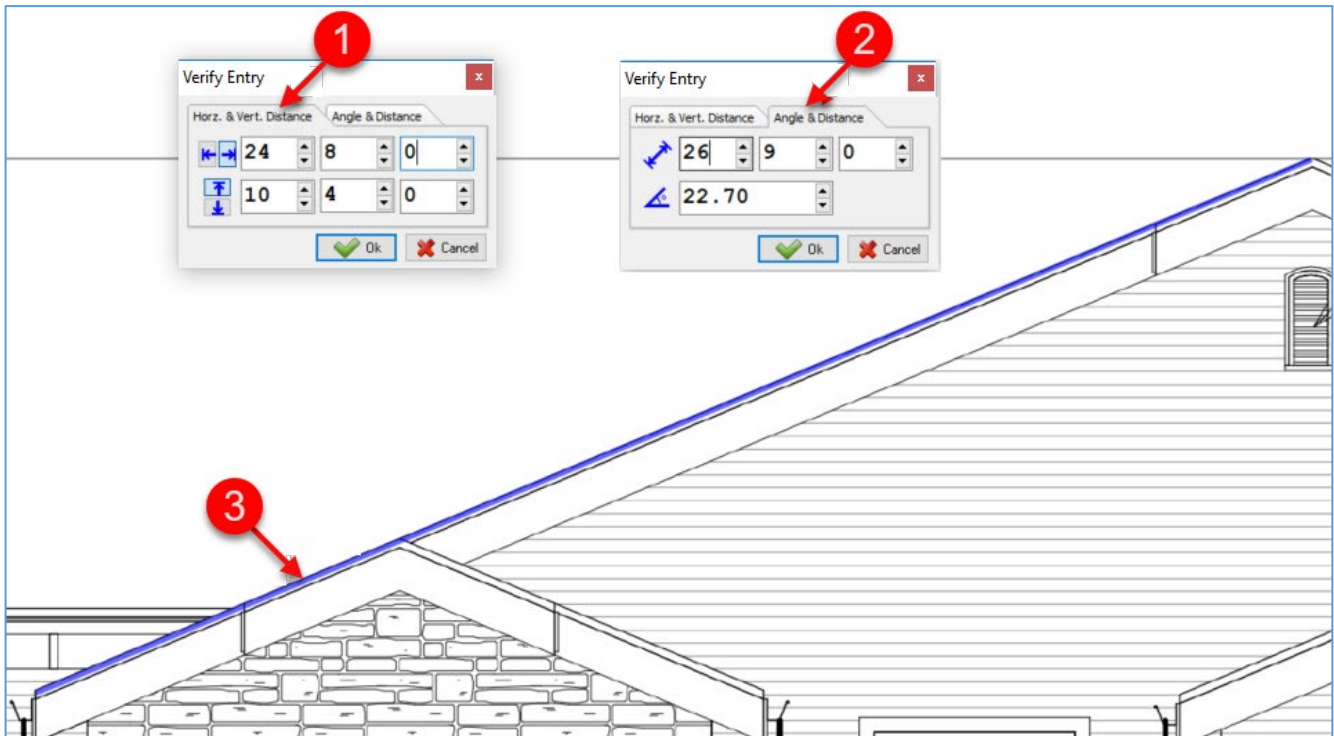 1
Verify Entry
x
Horz. & Vert. Distance Angle & Distance
24 8 0
10 4 0
Ok Cancel
2
Verify Entry
x
Horz. & Vert. Distance Angle & Distance
26 9 0
22.70
Ok Cancel
3